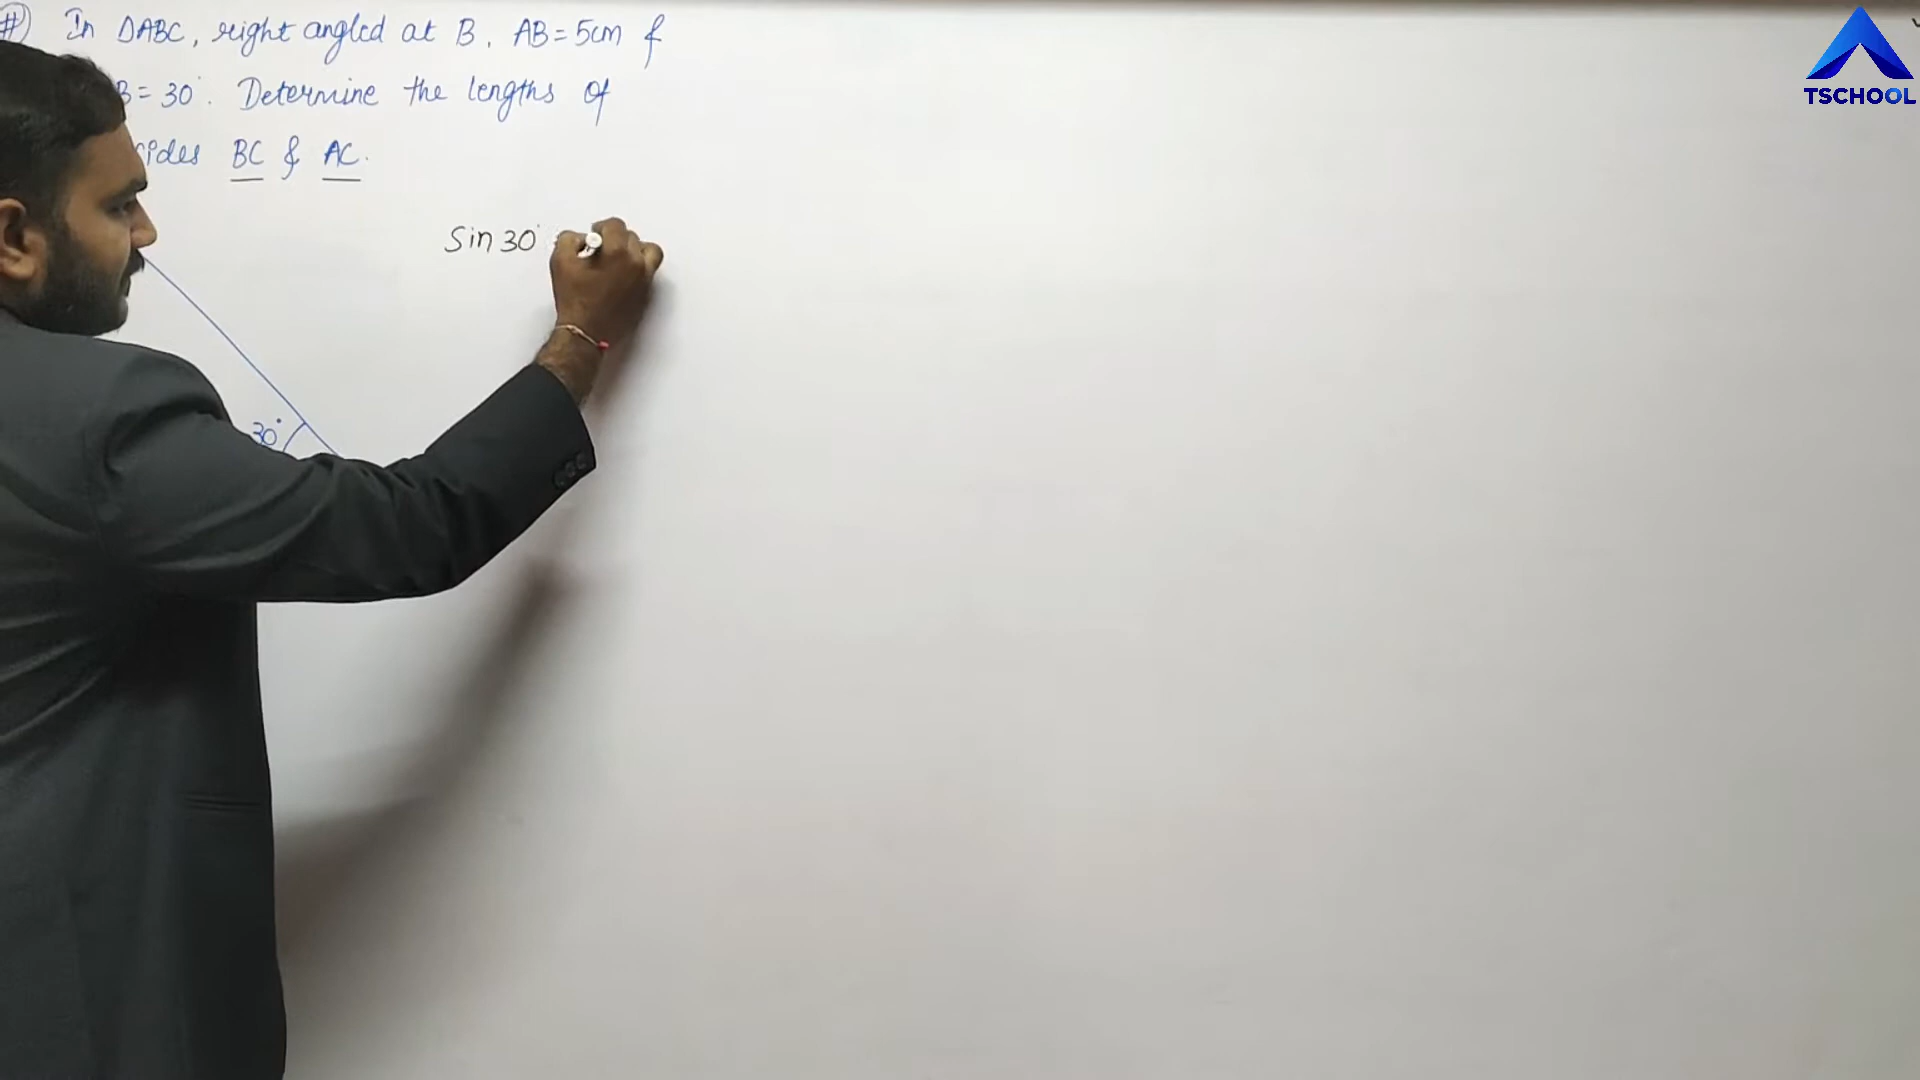 #) In ΔABC, right angled at B, AB = 5cm &
B = 30°. Determine the lengths of
sides BC & AC.
Sin 30°
30°
TSCHOOL